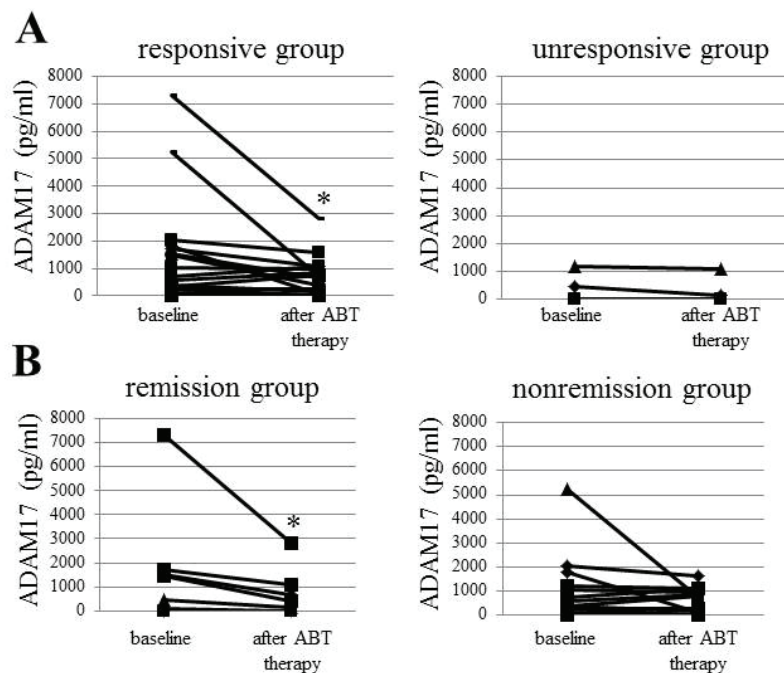 A
responsive group
unresponsive group
ADAM17 (pg/ml)
8000
7000
6000
5000
4000
3000
2000
1000
0
*
baseline
after ABT
therapy
ADAM17 (pg/ml)
8000
7000
6000
5000
4000
3000
2000
1000
0
baseline
after ABT
therapy
B
remission group
nonremission group
ADAM17 (pg/ml)
8000
7000
6000
5000
4000
3000
2000
1000
0
*
baseline
after ABT
therapy
ADAM17 (pg/ml)
8000
7000
6000
5000
4000
3000
2000
1000
0
baseline
after ABT
therapy